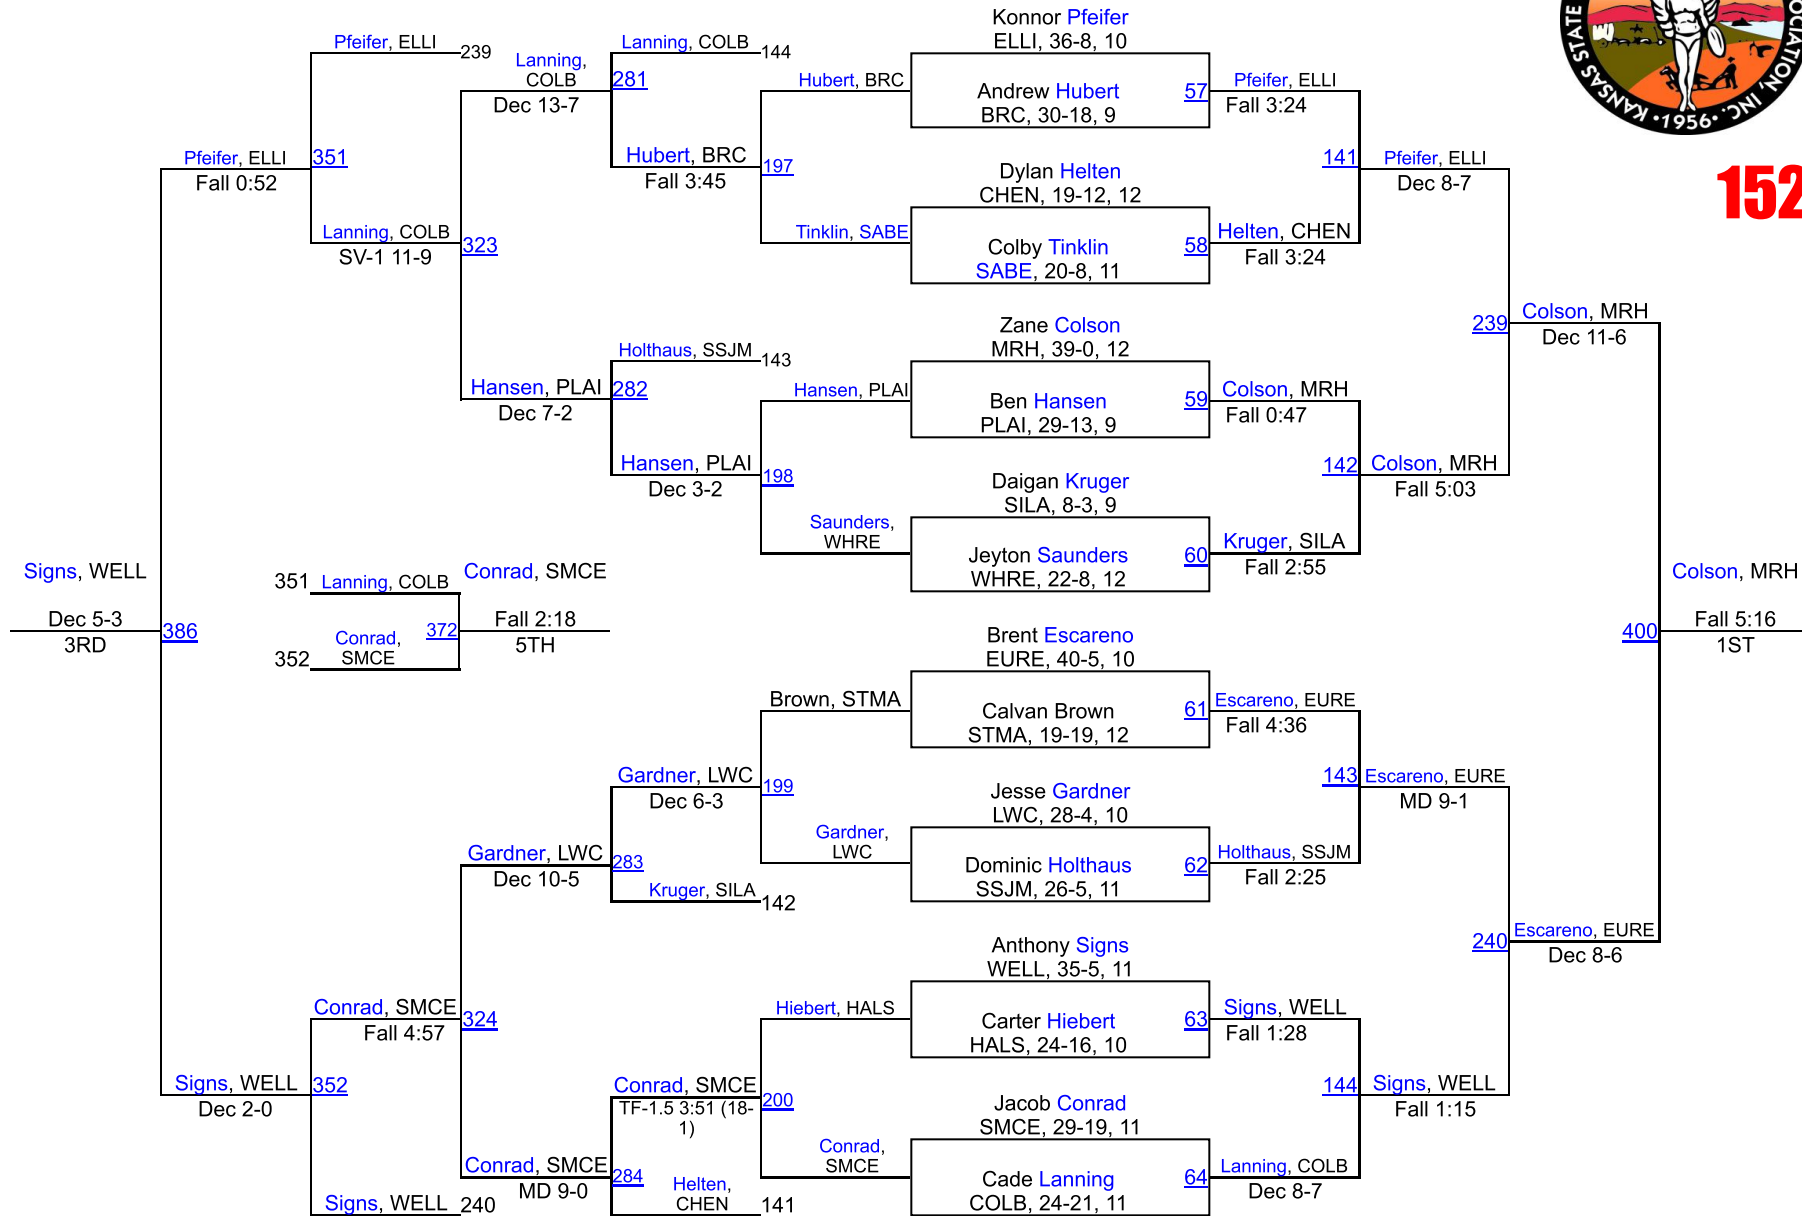 Konnor Pfeifer
ELLI, 36-8, 10
Andrew Hubert
BRC, 30-18, 9
57
Dylan Helten
CHEN, 19-12, 12
Colby Tinklin
SABE, 20-8, 11
58
Zane Colson
MRH, 39-0, 12
Ben Hansen
PLAI, 29-13, 9
59
Daigan Kruger
SILA, 8-3, 9
Jeyton Saunders
WHRE, 22-8, 12
60
Brent Escareno
EURE, 40-5, 10
Calvan Brown
STMA, 19-19, 12
61
Jesse Gardner
LWC, 28-4, 10
Dominic Holthaus
SSJM, 26-5, 11
62
Anthony Signs
WELL, 35-5, 11
Carter Hiebert
HALS, 24-16, 10
63
Jacob Conrad
SMCE, 29-19, 11
Cade Lanning
COLB, 24-21, 11
64
Pfeifer, ELLI
Fall 3:24
141
Helten, CHEN
Fall 3:24
Colson, MRH
Fall 0:47
142
Kruger, SILA
Fall 2:55
Escareno, EURE
Fall 4:36
143
Holthaus, SSJM
Fall 2:25
Signs, WELL
Fall 1:28
144
Lanning, COLB
Dec 8-7
Pfeifer, ELLI
Dec 8-7
239
Colson, MRH
Fall 5:03
Escareno, EURE
MD 9-1
240
Signs, WELL
Fall 1:15
Colson, MRH
Dec 11-6
400
Escareno, EURE
Dec 8-6
Colson, MRH
Fall 5:16
1ST
Hubert, BRC
197
Tinklin, SABE
Hansen, PLAI
198
Saunders,
WHRE
Brown, STMA
199
Gardner,
LWC
Hiebert, HALS
200
Conrad,
SMCE
Lanning, COLB
144
281
Hubert, BRC
Fall 3:45
Holthaus, SSJM
143
282
Hansen, PLAI
Dec 3-2
Gardner, LWC
Dec 6-3
283
Kruger, SILA
142
Conrad, SMCE
TF-1.5 3:51 (18-
1)
284
Helten,
CHEN
141
Lanning,
COLB
Dec 13-7
323
Hansen, PLAI
Dec 7-2
Gardner, LWC
Dec 10-5
324
Conrad, SMCE
MD 9-0
Pfeifer, ELLI
239
351
Lanning, COLB
SV-1 11-9
Conrad, SMCE
Fall 4:57
352
Signs, WELL
240
Pfeifer, ELLI
Fall 0:52
386
Signs, WELL
Dec 2-0
Signs, WELL
Dec 5-3
3RD
351
Lanning, COLB
372
352
Conrad,
SMCE
Conrad, SMCE
Fall 2:18
5TH
KANSAS STATE
1956
INC.
152